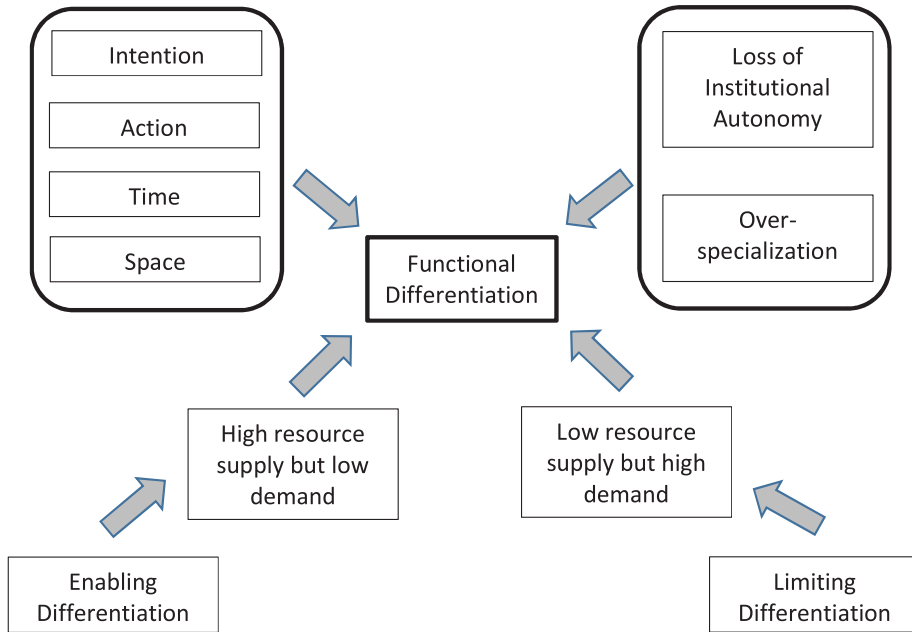 Intention
Action
Time
Space
Loss of
Institutional
Autonomy
Over-
specialization
Functional
Differentiation
High resource
supply but low
demand
Low resource
supply but high
demand
Enabling
Differentiation
Limiting
Differentiation